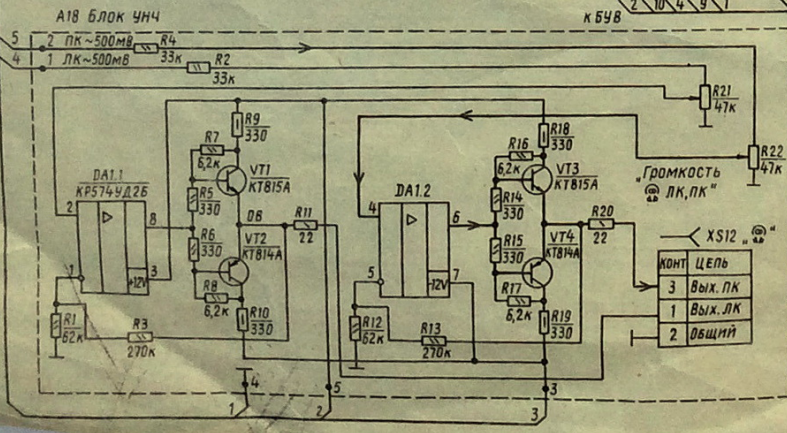 А18 БЛОК УНЧ
к БУВ
2 10 4 9 1
5 2 ПК ~500мВ R4
33к
4 1 ЛК ~500мВ R2
33к
R21
47к
R9
330
R18
330
R7
6,2к
R16
6,2к
R22
47к
DA1.1
КР574УД2Б
VT1
КТ815А
DA1.2
VT3
КТ815А
"Громкость
ЛК, ПК"
R5
330
R14
330
2 8 0В R11
22
4 6 R20
22
R6
330
VT2
КТ814А
R15
330
VT4
КТ814А
XS12 " "
1 3 +12V
5 7 -12V
R8
6,2к
R17
6,2к
КОНТ ЦЕПЬ
3 Вых. ПК
1 Вых. ЛК
2 ОБЩИЙ
R1
62к
R3
270к
R10
330
R12
62к
R13
270к
R19
330
4 5 3
1 2 3